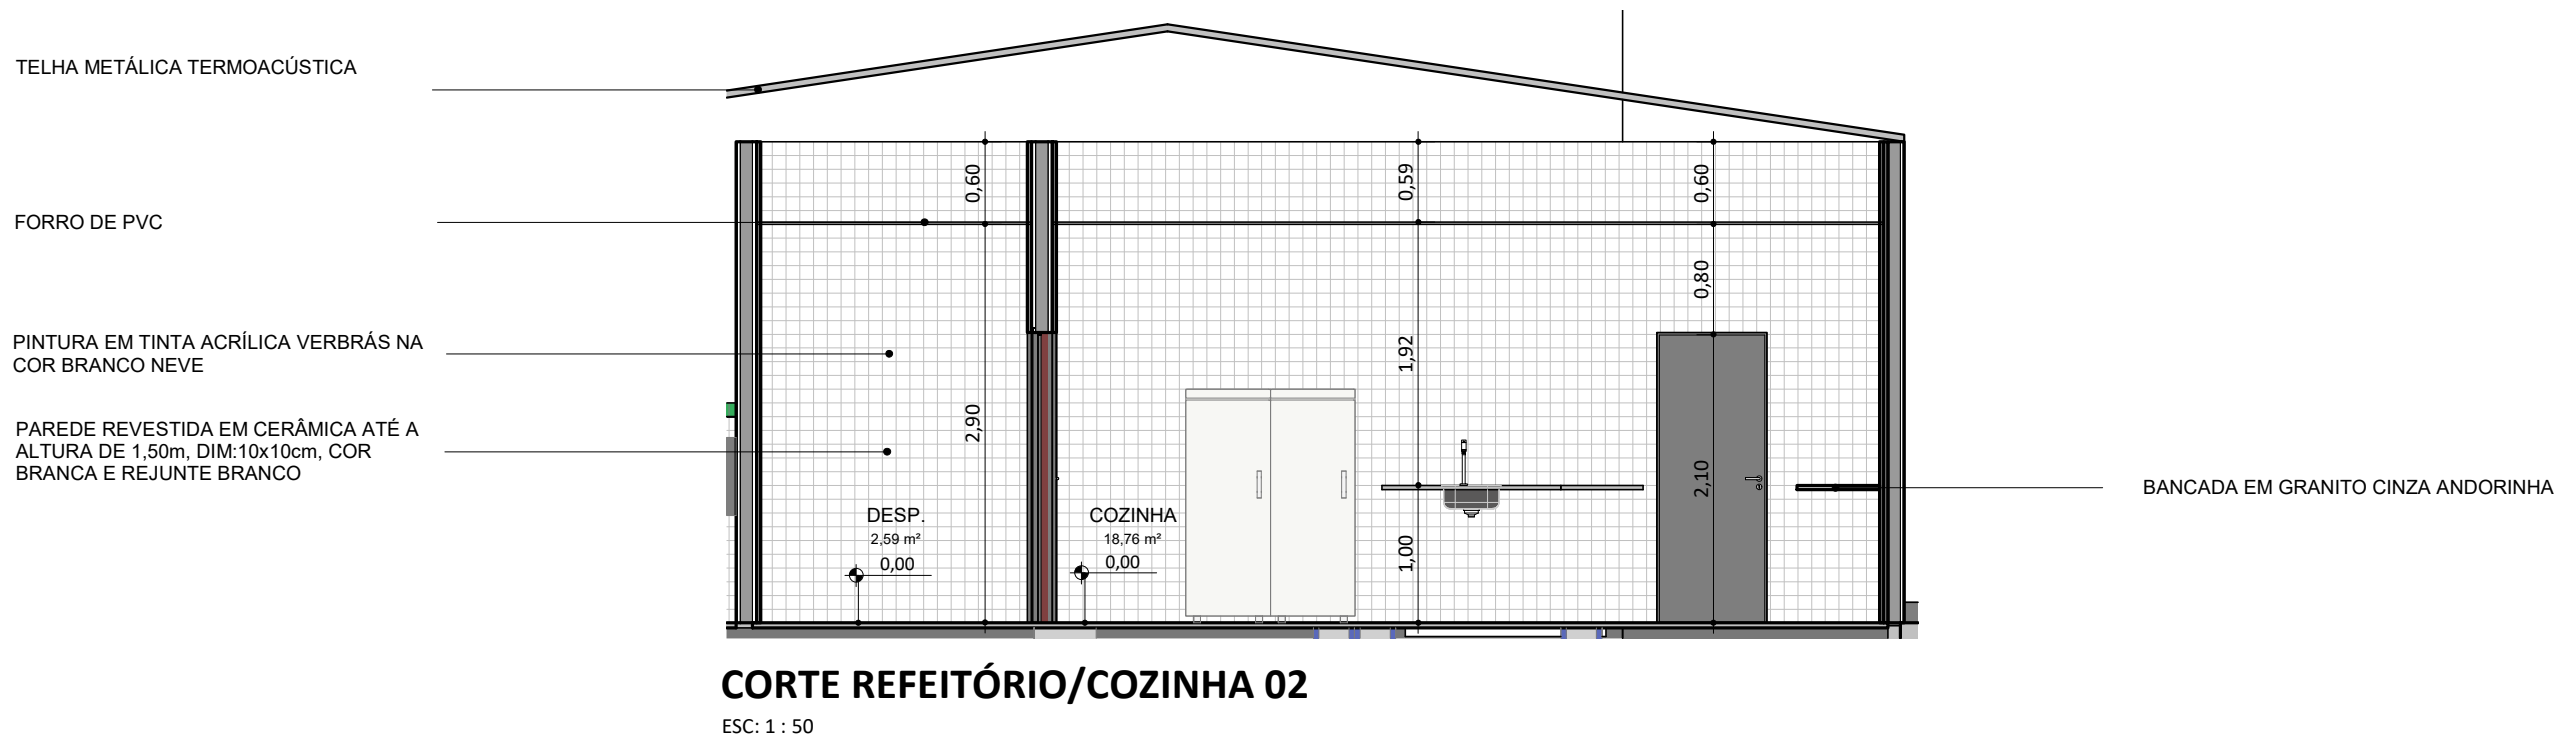 TELHA METÁLICA TERMOACÚSTICA
FORRO DE PVC
PINTURA EM TINTA ACRÍLICA VERBRÁS NA
COR BRANCO NEVE
PAREDE REVESTIDA EM CERÂMICA ATÉ A
ALTURA DE 1,50m, DIM:10x10cm, COR
BRANCA E REJUNTE BRANCO
0,60
2,90
DESP.
2,59 m²
0,00
COZINHA
18,76 m²
0,00
0,59
1,92
1,00
0,60
0,80
2,10
BANCADA EM GRANITO CINZA ANDORINHA
CORTE REFEITÓRIO/COZINHA 02
ESC: 1 : 50